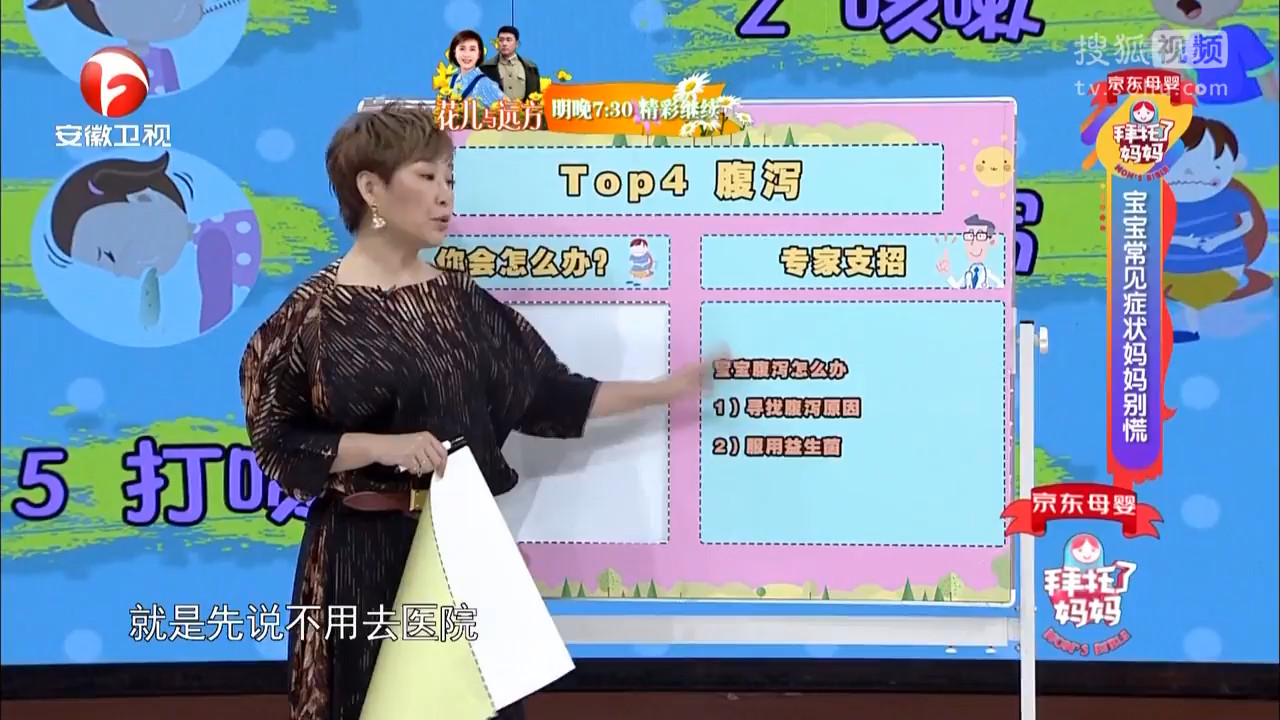 2 咳嗽
搜狐视频
tv.sohu.com
安徽卫视
花儿与远方
明晚7:30 精彩继续
京东母婴
拜托了
妈妈
MOM'S BIBLE
宝宝常见症状妈妈别慌
Top4 腹泻
你会怎么办?
专家支招
宝宝腹泻怎么办
1）寻找腹泻原因
2）服用益生菌
5 打喷
京东母婴
拜托了
妈妈
MOM'S BIBLE
就是先说不用去医院